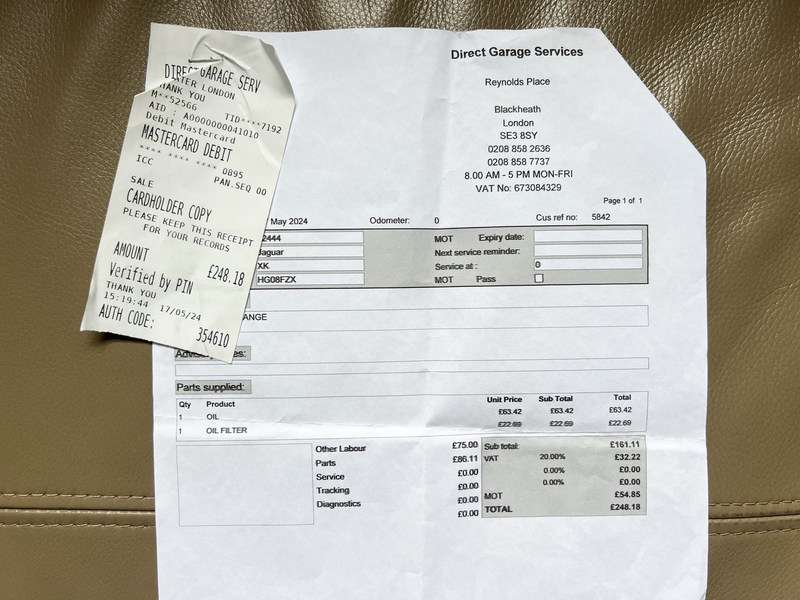 DIRECT GARAGE SERV
LONDON
THANK YOU
M**52566 TID****7192
AID : A0000000041010
Debit Mastercard
MASTERCARD DEBIT
**** **** **** 0895
ICC PAN.SEQ 00
SALE
CARDHOLDER COPY
PLEASE KEEP THIS RECEIPT
FOR YOUR RECORDS
AMOUNT £248.18
Verified by PIN
THANK YOU
15:19:44 17/05/24
AUTH CODE: 354610
Direct Garage Services
Reynolds Place
Blackheath
London
SE3 8SY
0208 858 2636
0208 858 7737
8.00 AM - 5 PM MON-FRI
VAT No: 673084329
Page 1 of 1
May 2024 Odometer: 0 Cus ref no: 5842
2444 MOT Expiry date:
Jaguar Next service reminder:
XK Service at : 0
HG08FZX MOT Pass
ANGE
Parts supplied:
Qty Product Unit Price Sub Total Total
1 OIL £63.42 £63.42 £63.42
1 OIL FILTER £22.69 £22.69 £22.69
Other Labour £75.00 Sub total: £161.11
Parts £86.11 VAT 20.00% £32.22
Service £0.00 0.00% £0.00
Tracking £0.00 0.00% £0.00
Diagnostics £0.00 MOT £54.85
£0.00 TOTAL £248.18